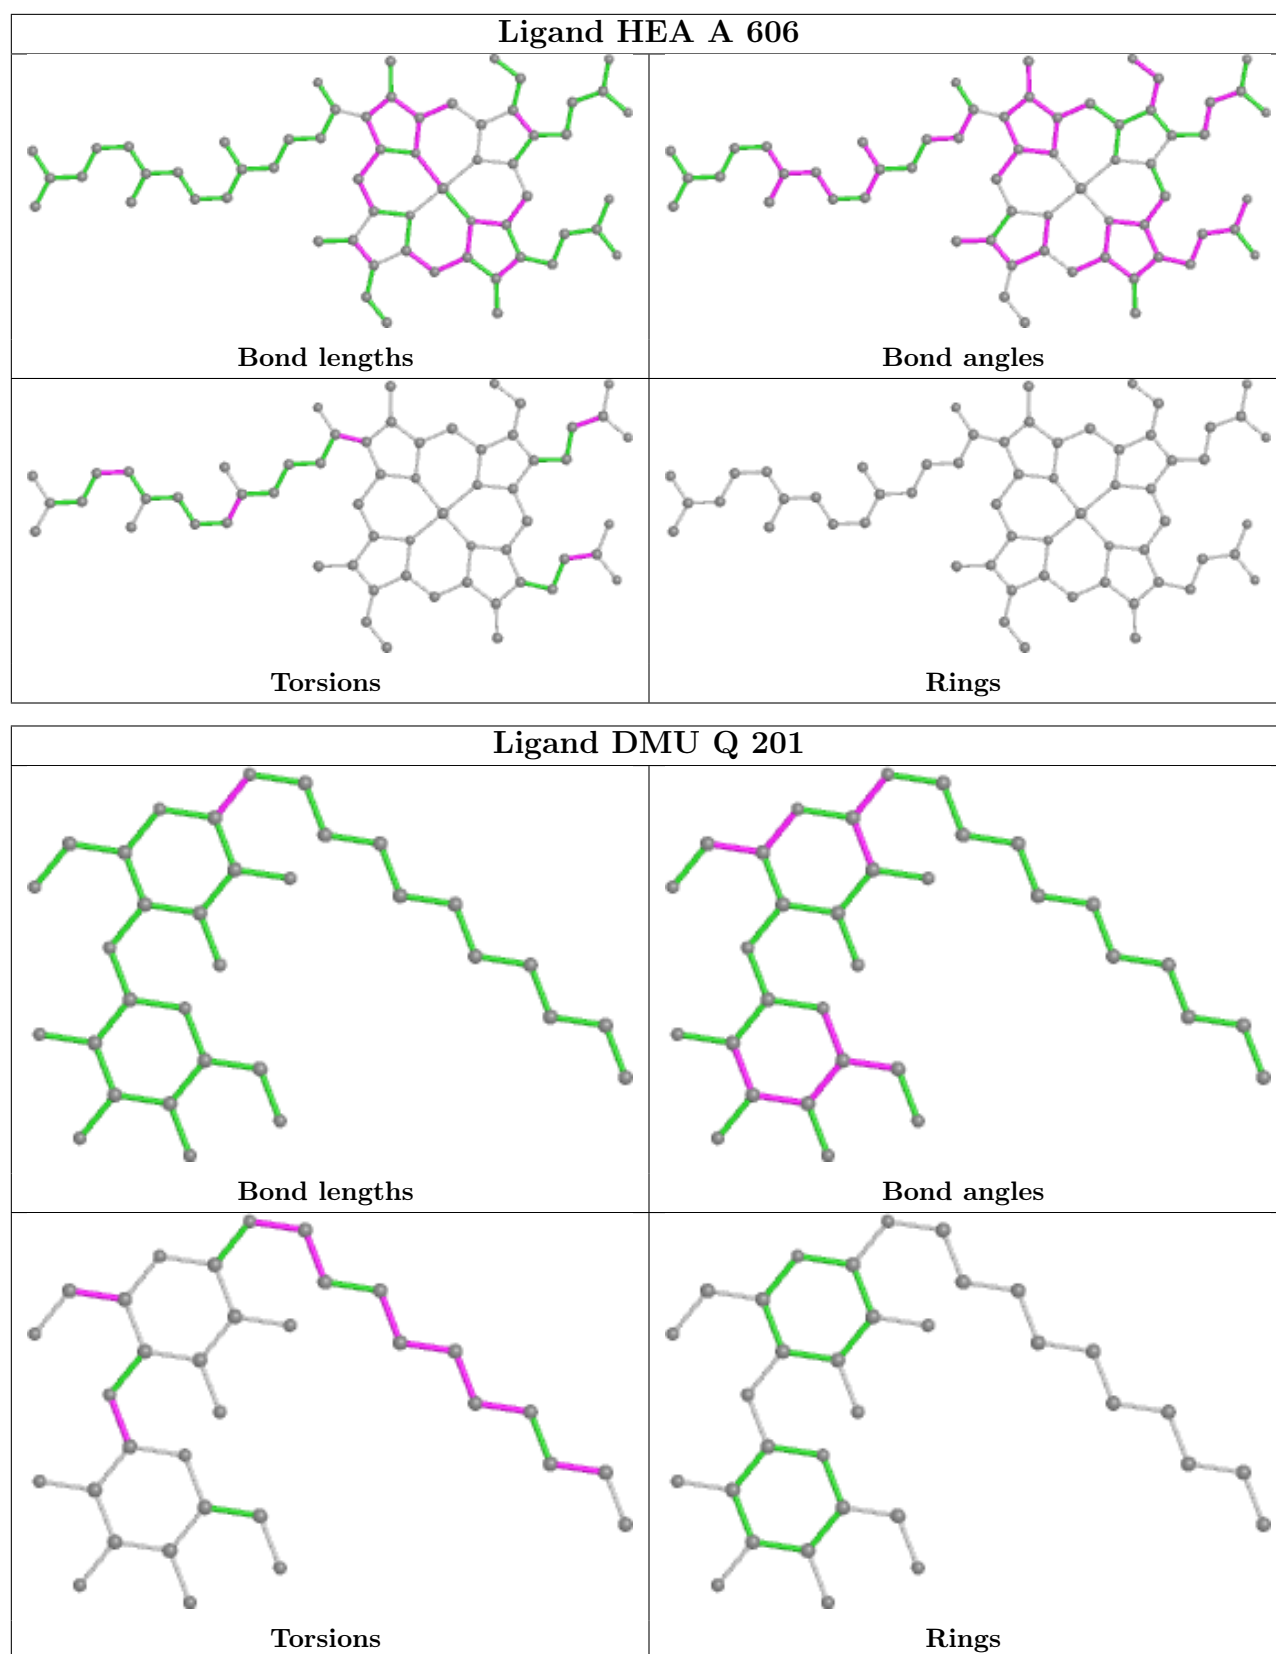 Ligand HEA A 606
Bond lengths
Bond angles
Torsions
Rings
Ligand DMU Q 201
Bond lengths
Bond angles
Torsions
Rings